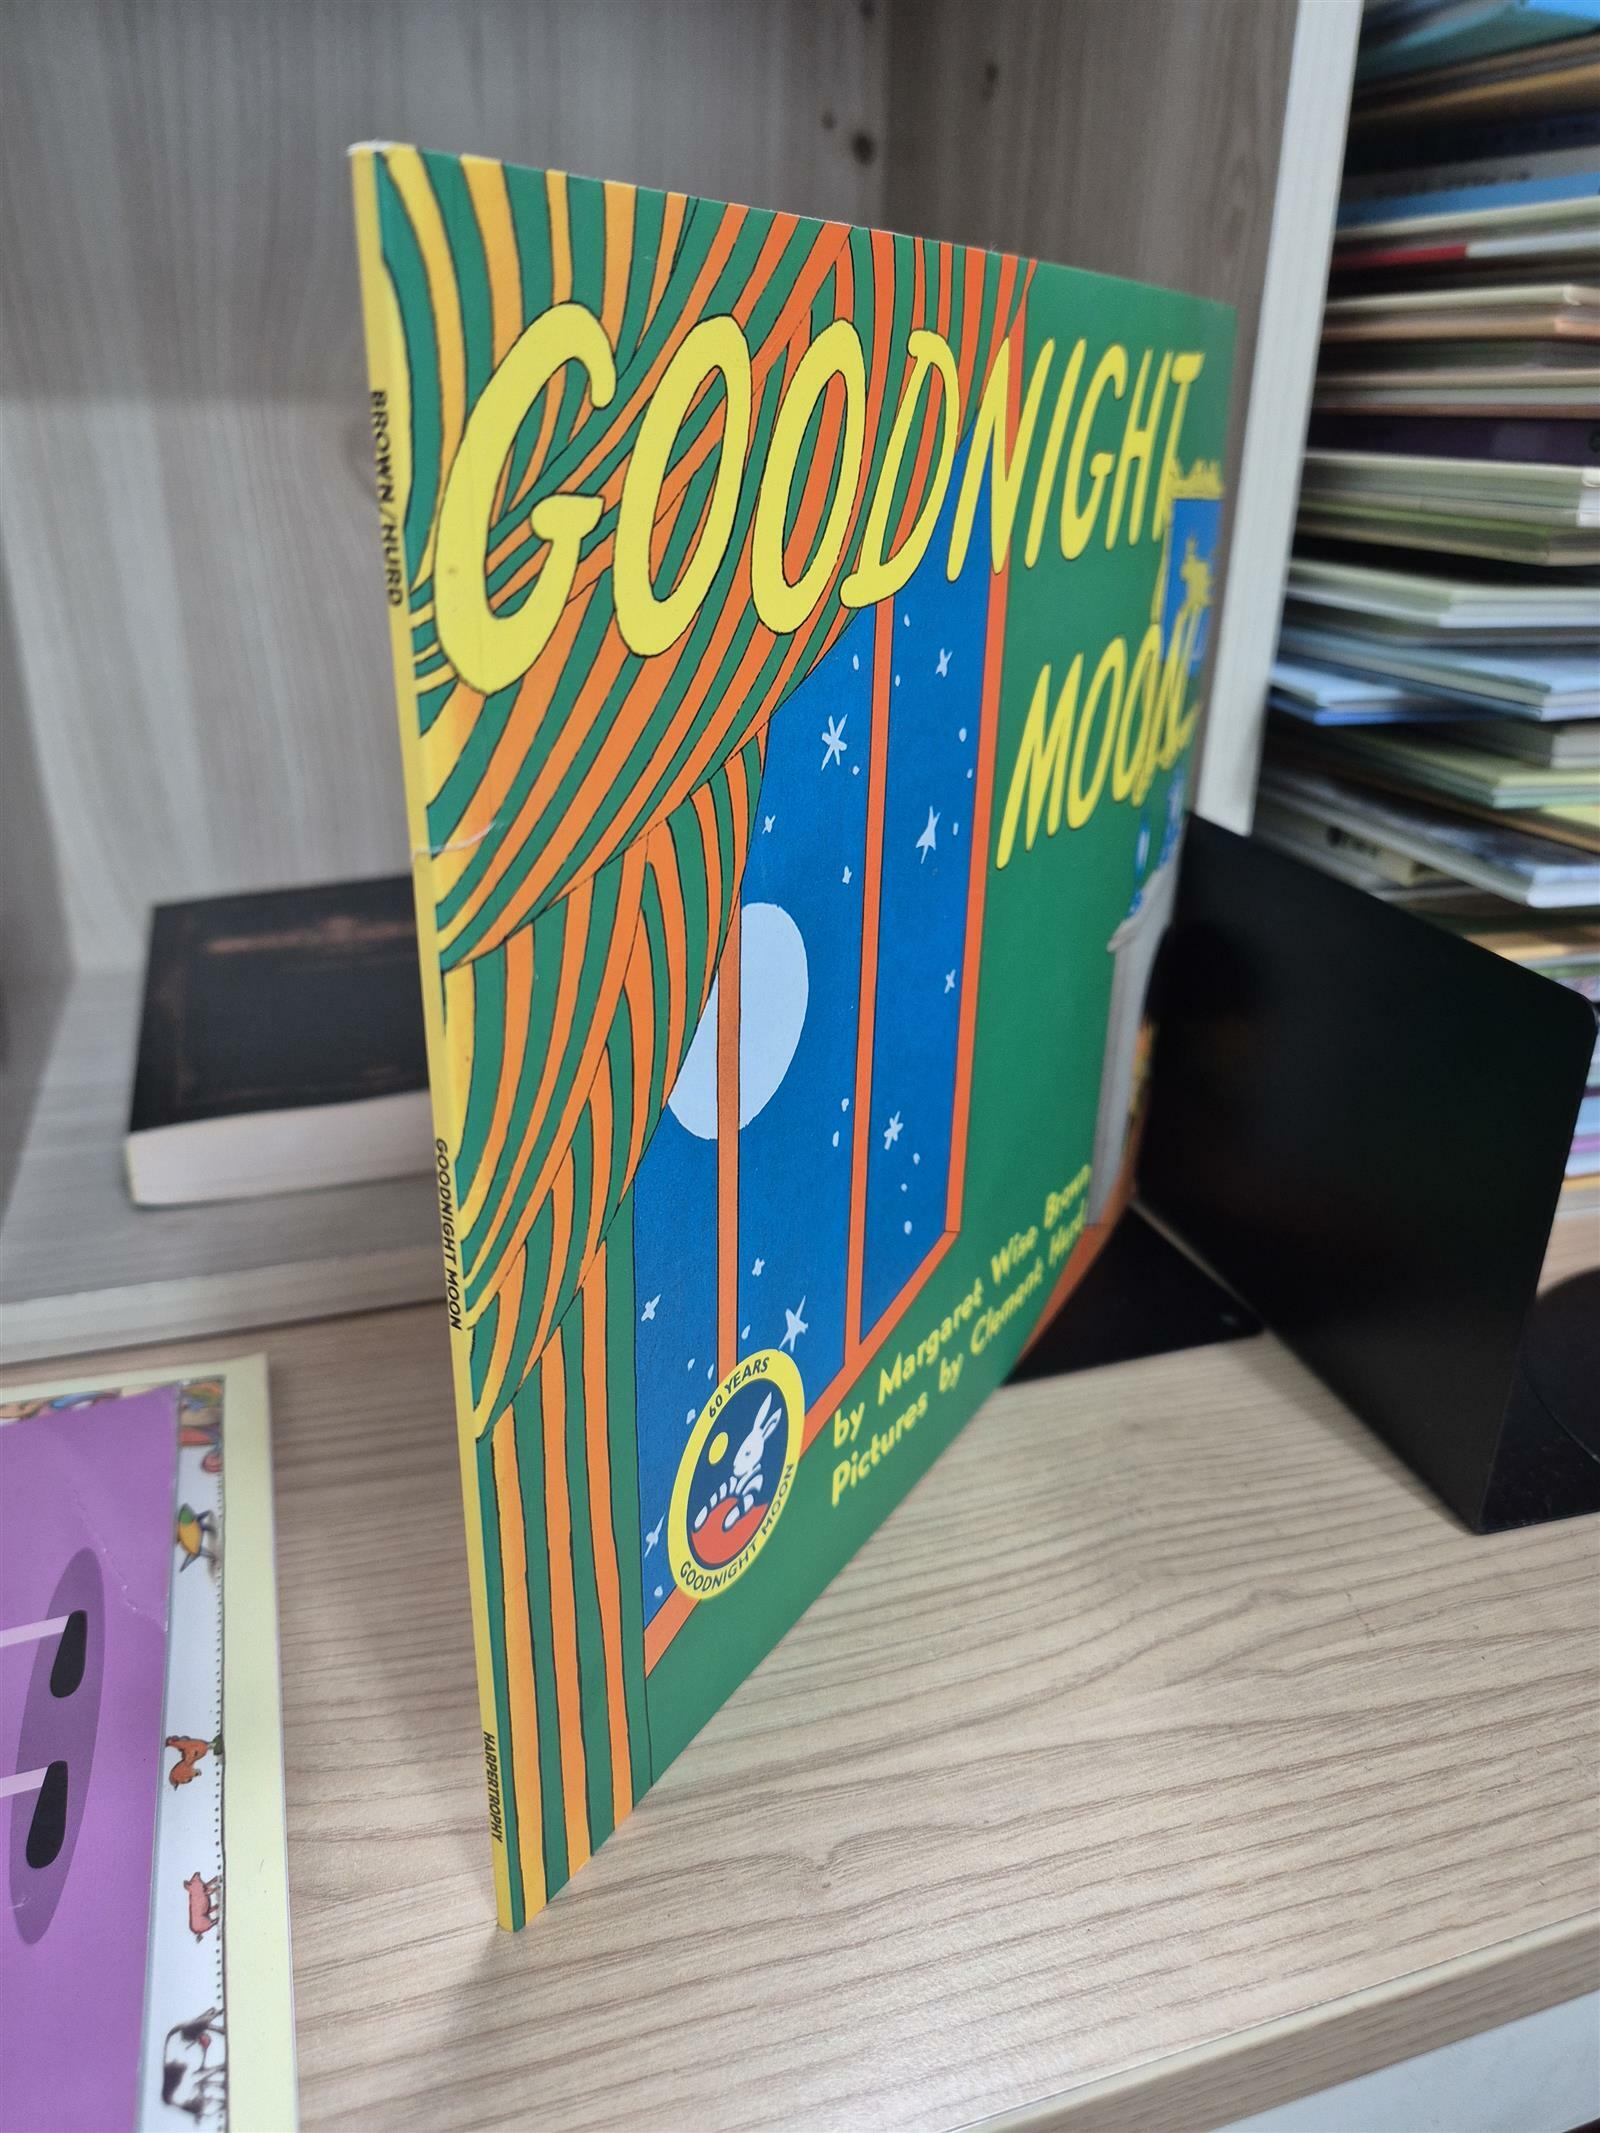 BROWN/HURD
GOODNIGHT MOON
HARPERTROPHY
GOODNIGHT
MOON
60 YEARS
GOODNIGHT MOON
by Margaret Wise Brown
Pictures by Clement Hurd